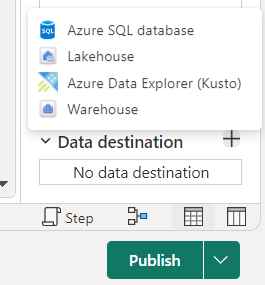 Azure SQL database
Lakehouse
Azure Data Explorer (Kusto)
Warehouse
Data destination
No data destination
Step
Publish